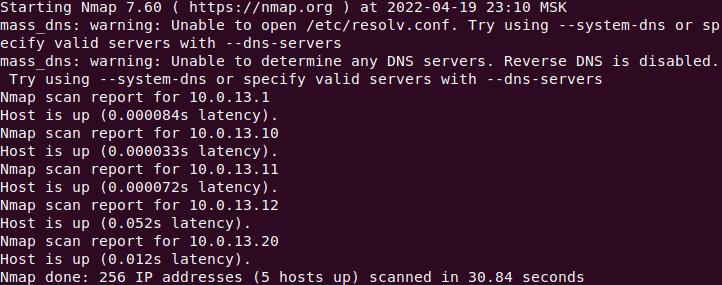 Starting Nmap 7.60 ( https://nmap.org ) at 2022-04-19 23:10 MSK
mass_dns: warning: Unable to open /etc/resolv.conf. Try using --system-dns or sp
ecify valid servers with --dns-servers
mass_dns: warning: Unable to determine any DNS servers. Reverse DNS is disabled.
 Try using --system-dns or specify valid servers with --dns-servers
Nmap scan report for 10.0.13.1
Host is up (0.000084s latency).
Nmap scan report for 10.0.13.10
Host is up (0.000033s latency).
Nmap scan report for 10.0.13.11
Host is up (0.000072s latency).
Nmap scan report for 10.0.13.12
Host is up (0.052s latency).
Nmap scan report for 10.0.13.20
Host is up (0.012s latency).
Nmap done: 256 IP addresses (5 hosts up) scanned in 30.84 seconds